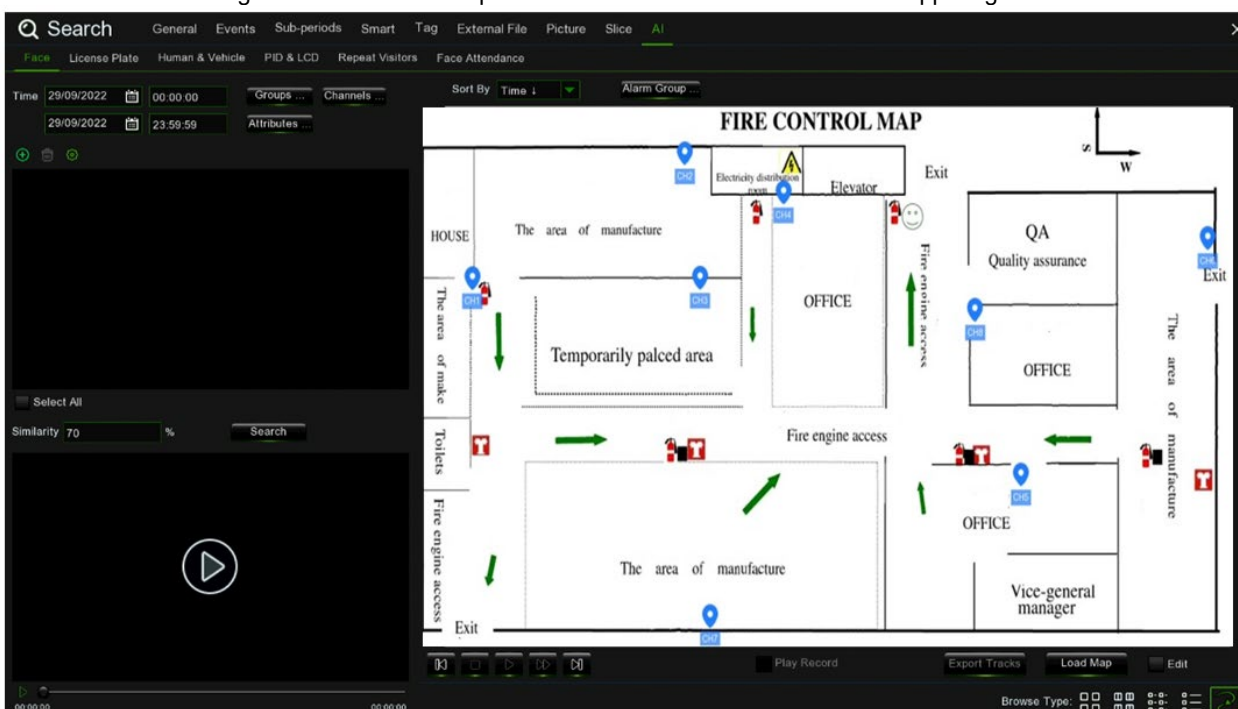 Search General Events Sub-periods Smart Tag External File Picture Slice AI
Face License Plate Human & Vehicle PID & LCD Repeat Visitors Face Attendance
Time 29/09/2022 00:00:00 Groups ... Channels ...
29/09/2022 23:59:59 Attributes ...
Sort By Time ↓ Alarm Group ...
Select All
Similarity 70 % Search
00:00:00 00:00:00
FIRE CONTROL MAP
S
W
CH2
Electricity distribution
room
CH4
Elevator
Exit
HOUSE
The area of manufacture
QA
Quality assurance
CH6
Exit
CH1
CH3
OFFICE
Fire engine access
CH8
The area of make
Temporarily palced area
OFFICE
The area of manufacture
Toilets
Fire engine access
CH5
OFFICE
Fire engine access
The area of manufacture
Vice-general
manager
Exit
CH7
Play Record Export Tracks Load Map Edit
Browse Type: